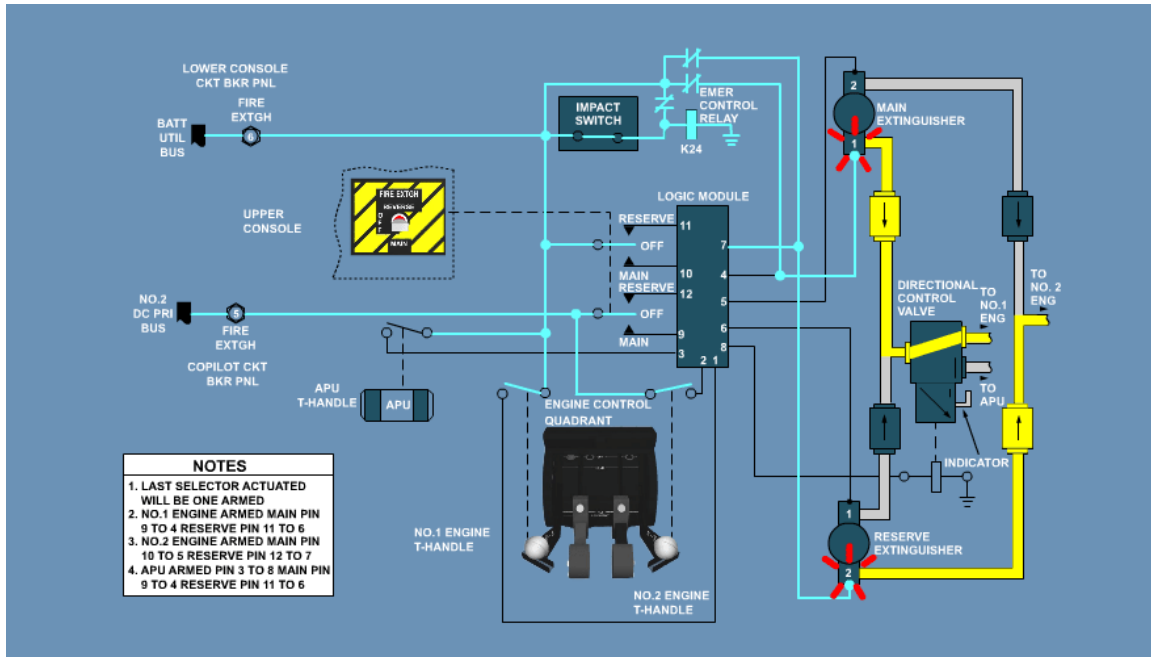 LOWER CONSOLE
CKT BKR PNL
FIRE
EXTGH
6
BATT
UTIL
BUS
IMPACT
SWITCH
EMER
CONTROL
RELAY
K24
2
MAIN
EXTINGUISHER
1
UPPER
CONSOLE
FIRE EXTCH
REVERSE
O
F
F
MAIN
LOGIC MODULE
RESERVE
11
OFF
7
MAIN
10
4
RESERVE
12
5
OFF
6
MAIN
9
8
3
2 1
NO.2
DC PRI
BUS
5
FIRE
EXTGH
COPILOT CKT
BKR PNL
APU
T-HANDLE
APU
ENGINE CONTROL
QUADRANT
DIRECTIONAL
CONTROL
VALVE
TO
NO.1
ENG
TO
NO. 2
ENG
TO
APU
INDICATOR
NOTES
1. LAST SELECTOR ACTUATED
WILL BE ONE ARMED
2. NO.1 ENGINE ARMED MAIN PIN
9 TO 4 RESERVE PIN 11 TO 6
3. NO.2 ENGINE ARMED MAIN PIN
10 TO 5 RESERVE PIN 12 TO 7
4. APU ARMED PIN 3 TO 8 MAIN PIN
9 TO 4 RESERVE PIN 11 TO 6
NO.1 ENGINE
T-HANDLE
NO.2 ENGINE
T-HANDLE
1
RESERVE
EXTINGUISHER
2